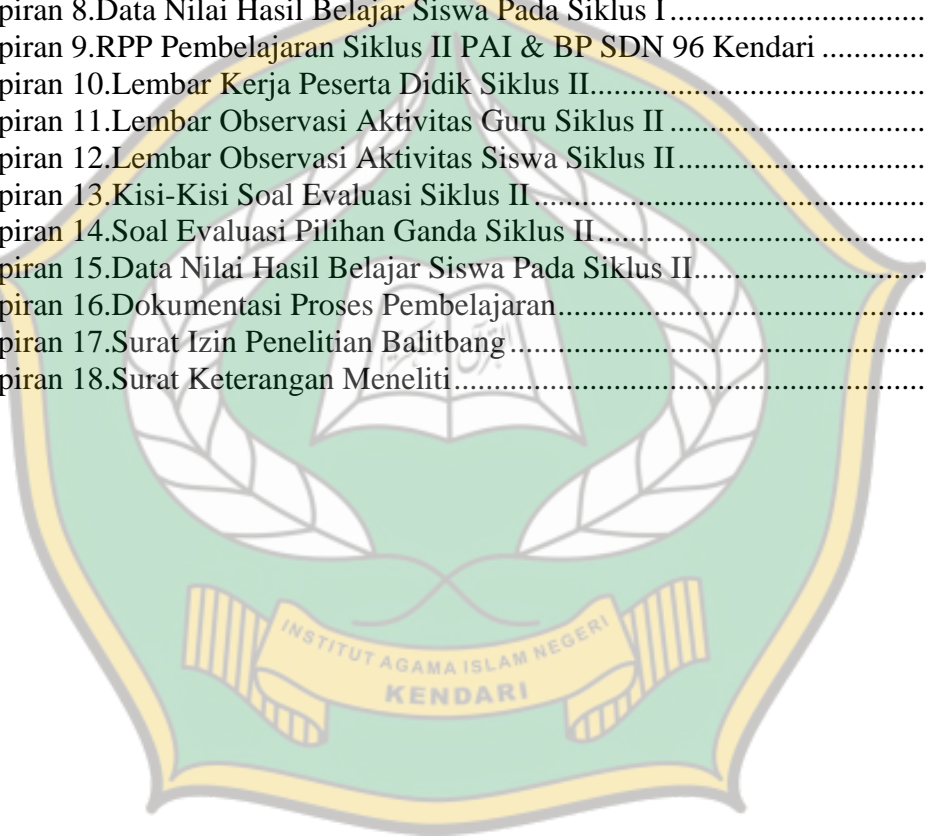 piran 8.Data Nilai Hasil Belajar Siswa Pada Siklus I................................
piran 9.RPP Pembelajaran Siklus II PAI & BP SDN 96 Kendari .............
piran 10.Lembar Kerja Peserta Didik Siklus II..........................................
piran 11.Lembar Observasi Aktivitas Guru Siklus II ................................
piran 12.Lembar Observasi Aktivitas Siswa Siklus II...............................
piran 13.Kisi-Kisi Soal Evaluasi Siklus II.................................................
piran 14.Soal Evaluasi Pilihan Ganda Siklus II.........................................
piran 15.Data Nilai Hasil Belajar Siswa Pada Siklus II.............................
piran 16.Dokumentasi Proses Pembelajaran..............................................
piran 17.Surat Izin Penelitian Balitbang....................................................
piran 18.Surat Keterangan Meneliti...........................................................
INSTITUT AGAMA ISLAM NEGERI
KENDARI